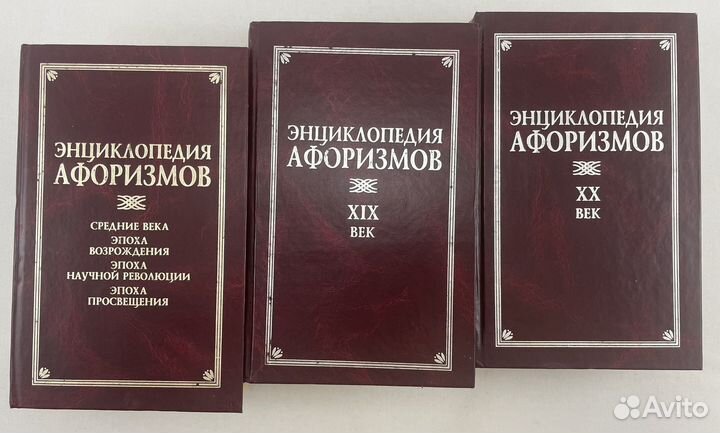 ЭНЦИКЛОПЕДИЯ
АФОРИЗМОВ
СРЕДНИЕ ВЕКА
ЭПОХА
ВОЗРОЖДЕНИЯ
ЭПОХА
НАУЧНОЙ РЕВОЛЮЦИИ
ЭПОХА
ПРОСВЕЩЕНИЯ
ЭНЦИКЛОПЕДИЯ
АФОРИЗМОВ
XIX
ВЕК
ЭНЦИКЛОПЕДИЯ
АФОРИЗМОВ
XX
ВЕК
Avito